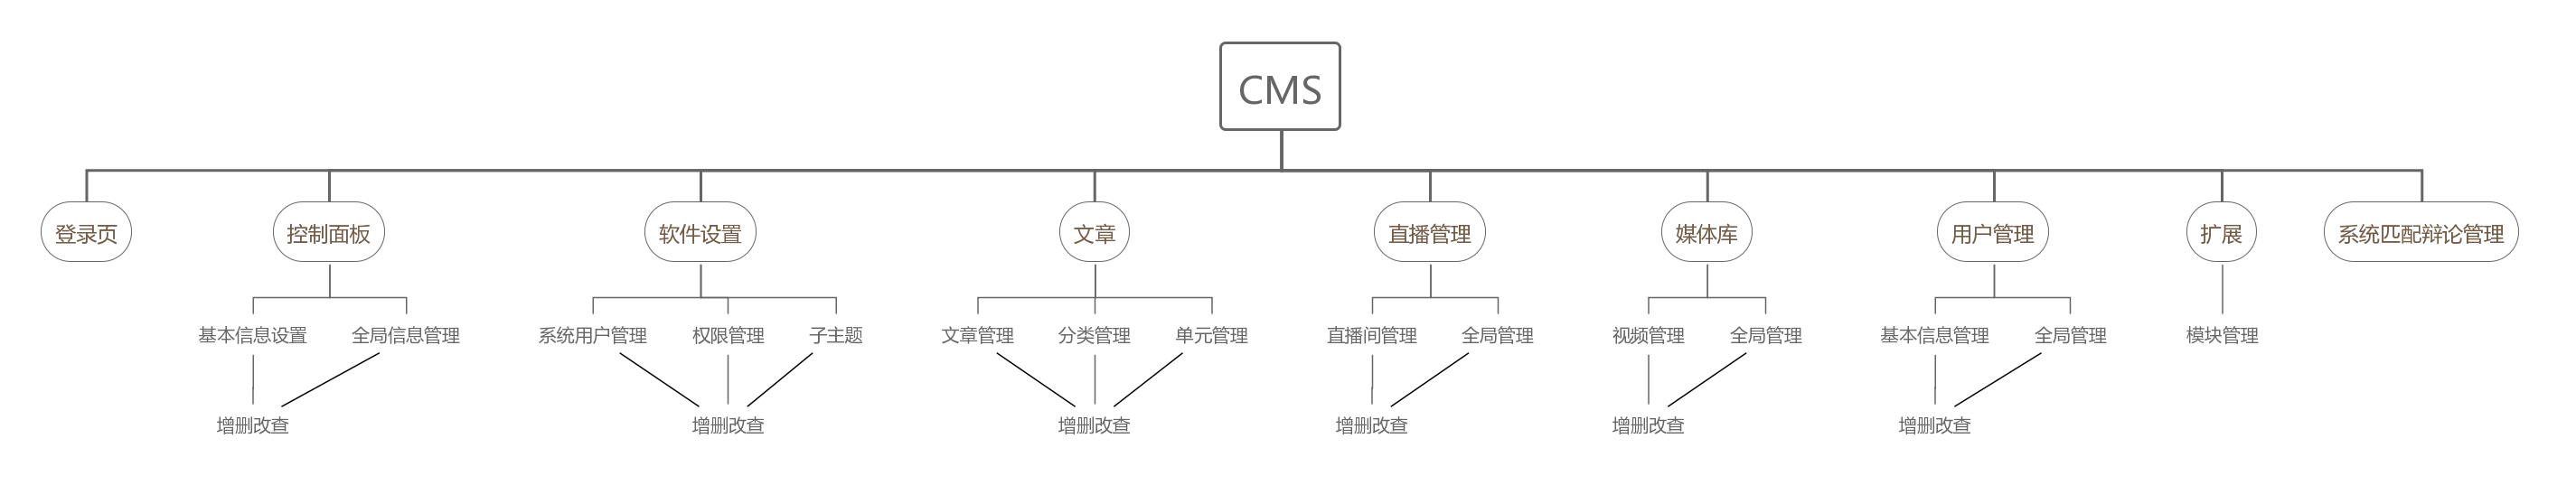 CMS
登录页
控制面板
软件设置
文章
直播管理
媒体库
用户管理
扩展
系统匹配辩论管理
基本信息设置
全局信息管理
系统用户管理
权限管理
子主题
文章管理
分类管理
单元管理
直播间管理
全局管理
视频管理
全局管理
基本信息管理
全局管理
模块管理
增删改查
增删改查
增删改查
增删改查
增删改查
增删改查